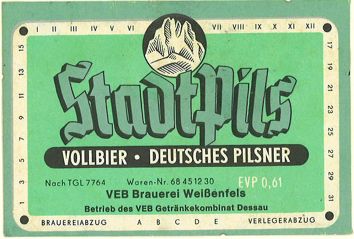 I II III IV V VI VII VIII IX X XI XII
StadtPils
VOLLBIER • DEUTSCHES PILSNER
Nach TGL 7764 Waren-Nr. 68 45 12 30 EVP 0,61
VEB Brauerei Weißenfels
Betrieb des VEB Getränkekombinat Dessau
BRAUEREIABZUG A B C D E VERLEGERABZUG
1 3 5 7 9 11 13 15
17 19 21 23 25 27 29 31